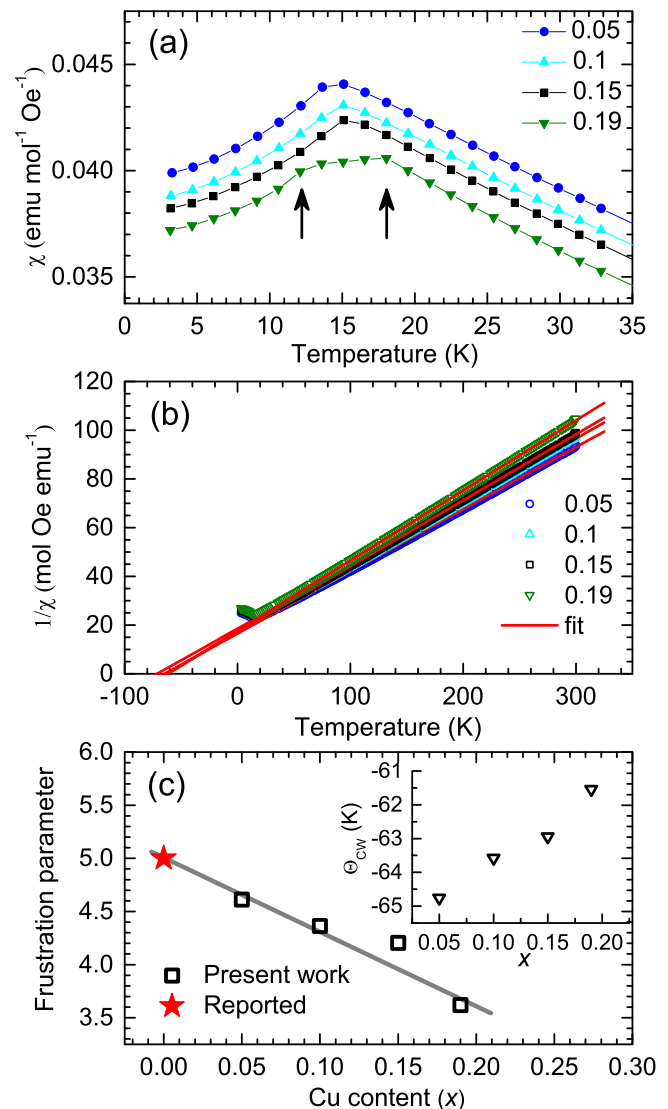 (a)
0.05
0.1
0.15
0.19
0.045
0.040
0.035
χ (emu mol⁻¹ Oe⁻¹)
0 5 10 15 20 25 30 35
Temperature (K)
(b)
120
100
80
60
40
20
0
1/χ (mol Oe emu⁻¹)
0.05
0.1
0.15
0.19
fit
-100 0 100 200 300
Temperature (K)
(c)
6.0
5.5
5.0
4.5
4.0
3.5
Frustration parameter
-61
-62
-63
-64
-65
ΘCW (K)
0.05 0.10 0.15 0.20
x
Present work
Reported
0.00 0.05 0.10 0.15 0.20 0.25 0.30
Cu content (x)